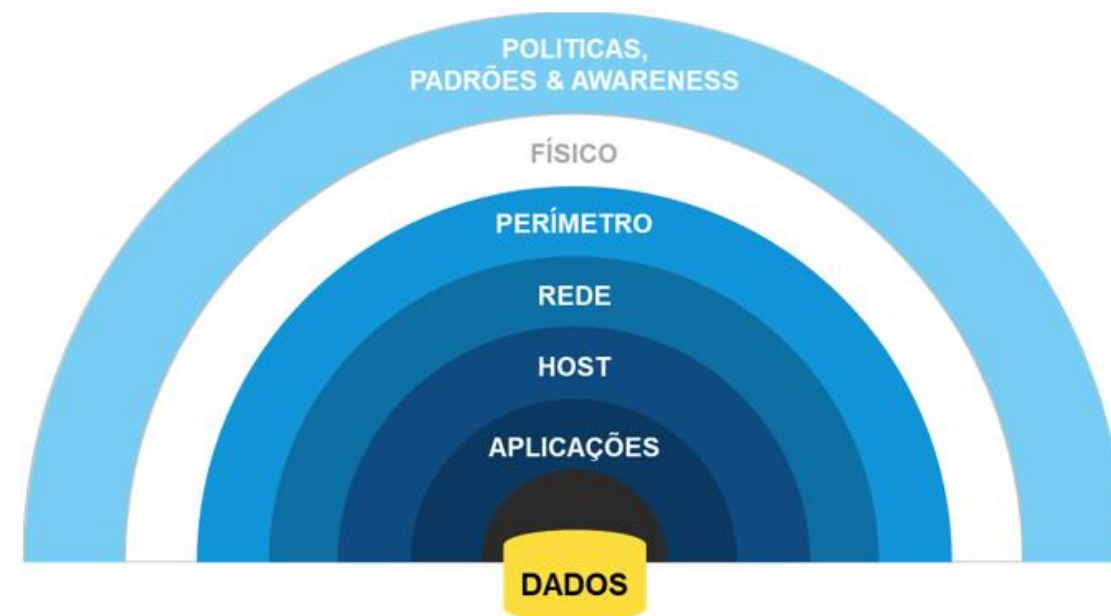 POLITICAS,
PADRÕES & AWARENESS
FÍSICO
PERÍMETRO
REDE
HOST
APLICAÇÕES
DADOS